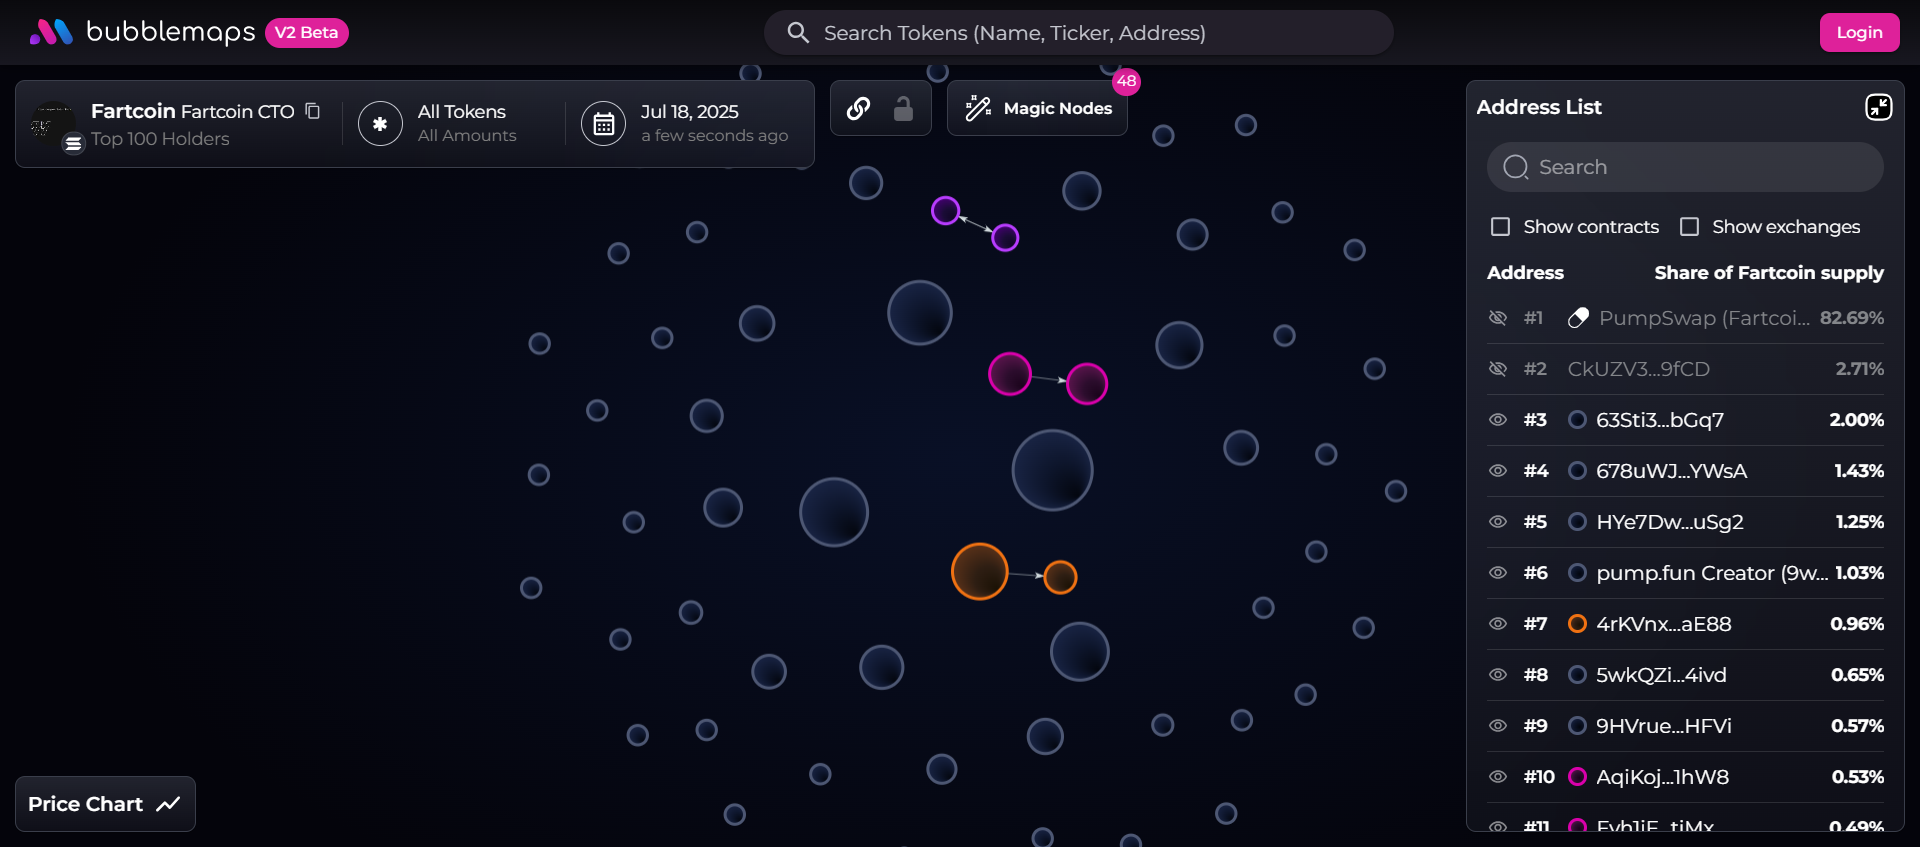 bubblemaps V2 Beta
Search Tokens (Name, Ticker, Address)
Login
Fartcoin Fartcoin CTO
Top 100 Holders
All Tokens
All Amounts
Jul 18, 2025
a few seconds ago
Magic Nodes
48
Address List
Search
Show contracts
Show exchanges
Address Share of Fartcoin supply
#1 PumpSwap (Fartcoi... 82.69%
#2 CkUZV3...9fCD 2.71%
#3 63Sti3...bGq7 2.00%
#4 678uWJ...YWsA 1.43%
#5 HYe7Dw...uSg2 1.25%
#6 pump.fun Creator (9w... 1.03%
#7 4rKVnx...aE88 0.96%
#8 5wkQZi...4ivd 0.65%
#9 9HVrue...HFVi 0.57%
#10 AqiKoj...1hW8 0.53%
#11 0.49%
Price Chart